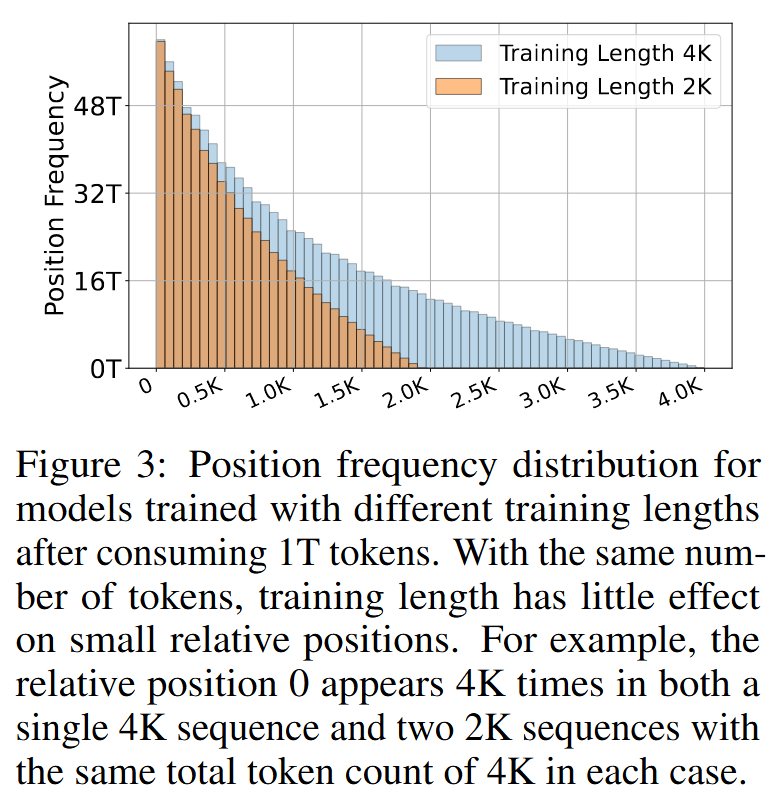 Training Length 4K
Training Length 2K
Position Frequency
48T
32T
16T
0T
0
0.5K
1.0K
1.5K
2.0K
2.5K
3.0K
3.5K
4.0K
Figure 3: Position frequency distribution for
models trained with different training lengths
after consuming 1T tokens. With the same num-
ber of tokens, training length has little effect
on small relative positions. For example, the
relative position 0 appears 4K times in both a
single 4K sequence and two 2K sequences with
the same total token count of 4K in each case.